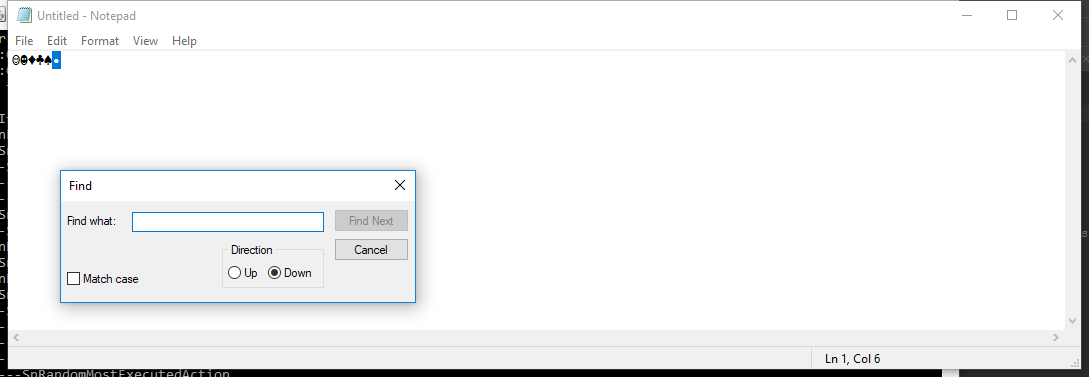 Untitled - Notepad
File Edit Format View Help
☺☻♦♣♠•
Find
Find what:
Find Next
Cancel
Direction
Up Down
Match case
Ln 1, Col 6
---SnRandomMostExecutedAction